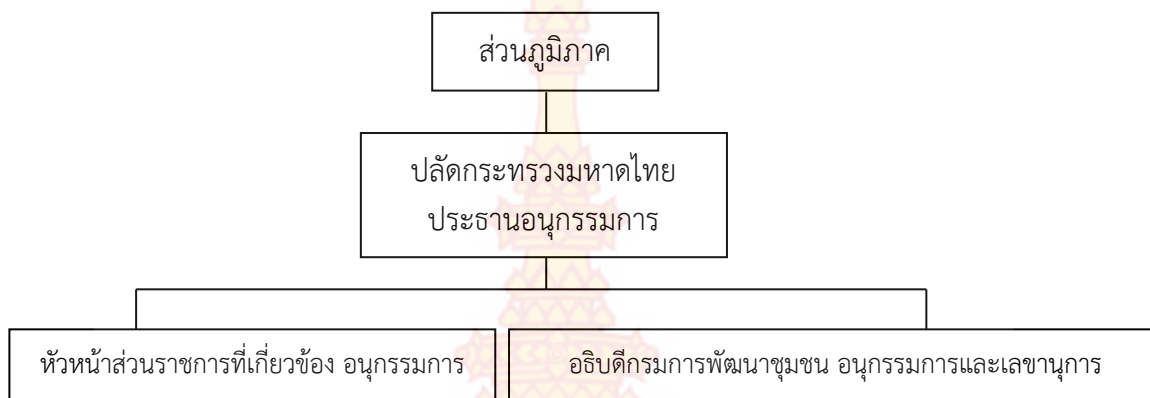 ส่วนภูมิภาค
ปลัดกระทรวงมหาดไทย
ประธานอนุกรรมการ
หัวหน้าส่วนราชการที่เกี่ยวข้อง อนุกรรมการ
อธิบดีกรมการพัฒนาชุมชน อนุกรรมการและเลขานุการ